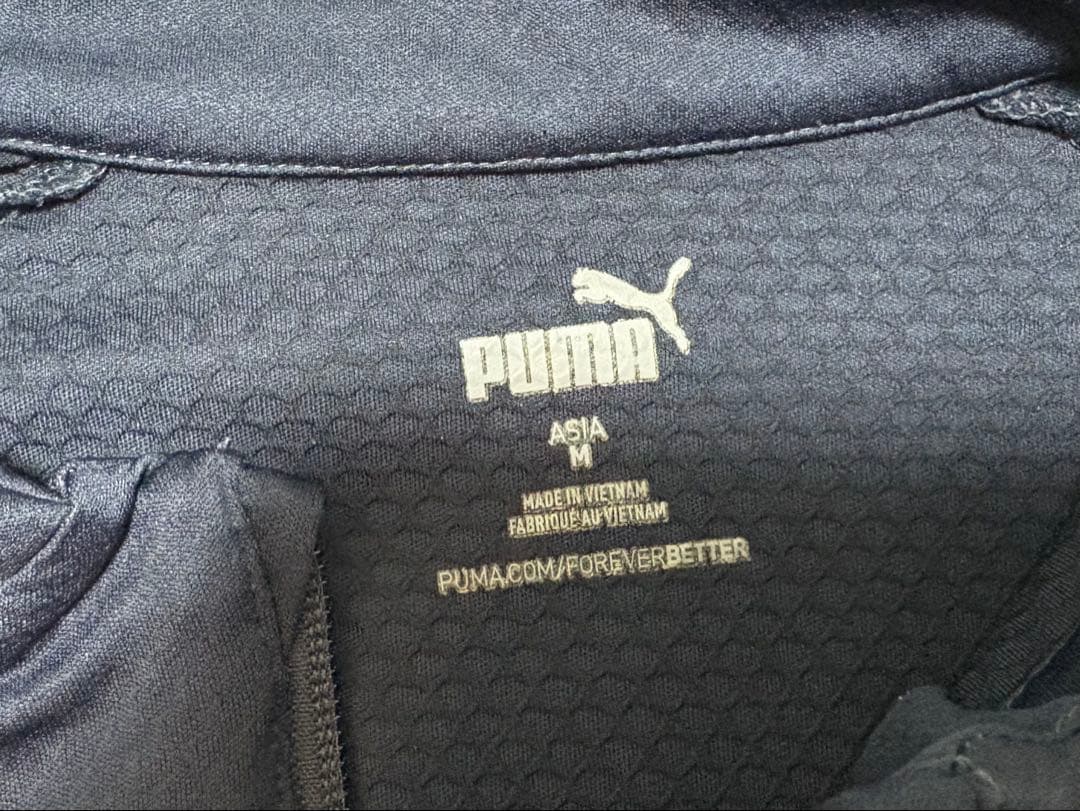 PUMA
ASIA
M
MADE IN VIETNAM
FABRIQUÉ AU VIETNAM
PUMA.COM/FOREVERBETTER